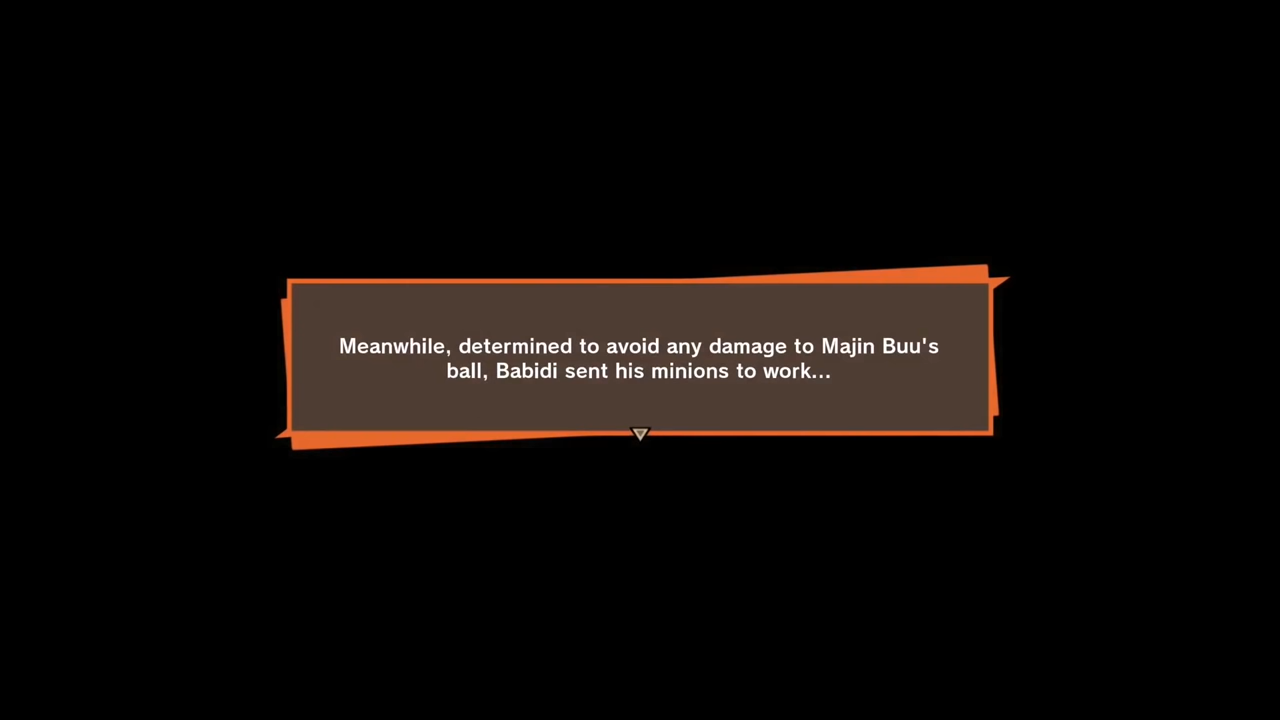 Meanwhile, determined to avoid any damage to Majin Buu's
ball, Babidi sent his minions to work...